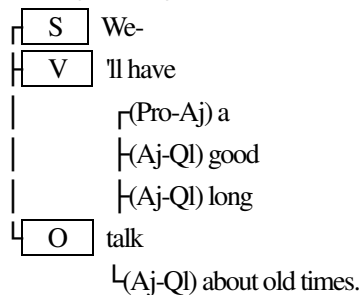 S We-
V 'll have
(Pro-Aj) a
(Aj-Ql) good
(Aj-Ql) long
O talk
(Aj-Ql) about old times.